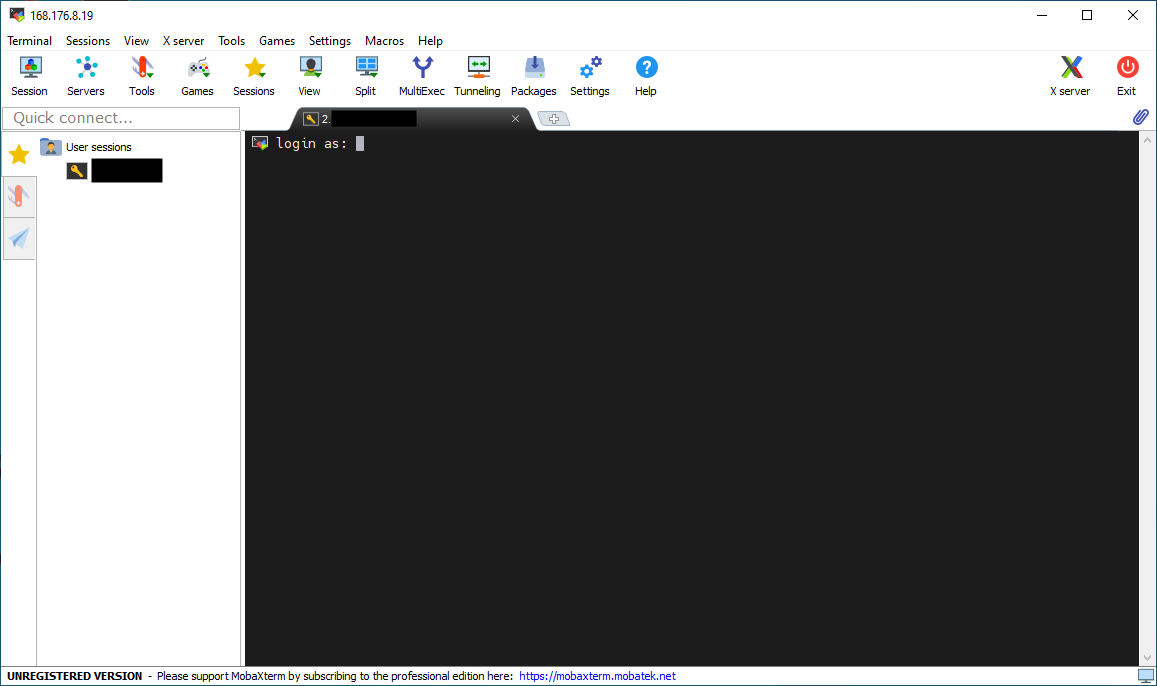 168.176.8.19
Terminal Sessions View X server Tools Games Settings Macros Help
Session Servers Tools Games Sessions View Split MultiExec Tunneling Packages Settings Help X server Exit
Quick connect...
2.
User sessions
login as:
UNREGISTERED VERSION - Please support MobaXterm by subscribing to the professional edition here: https://mobaxterm.mobatek.net